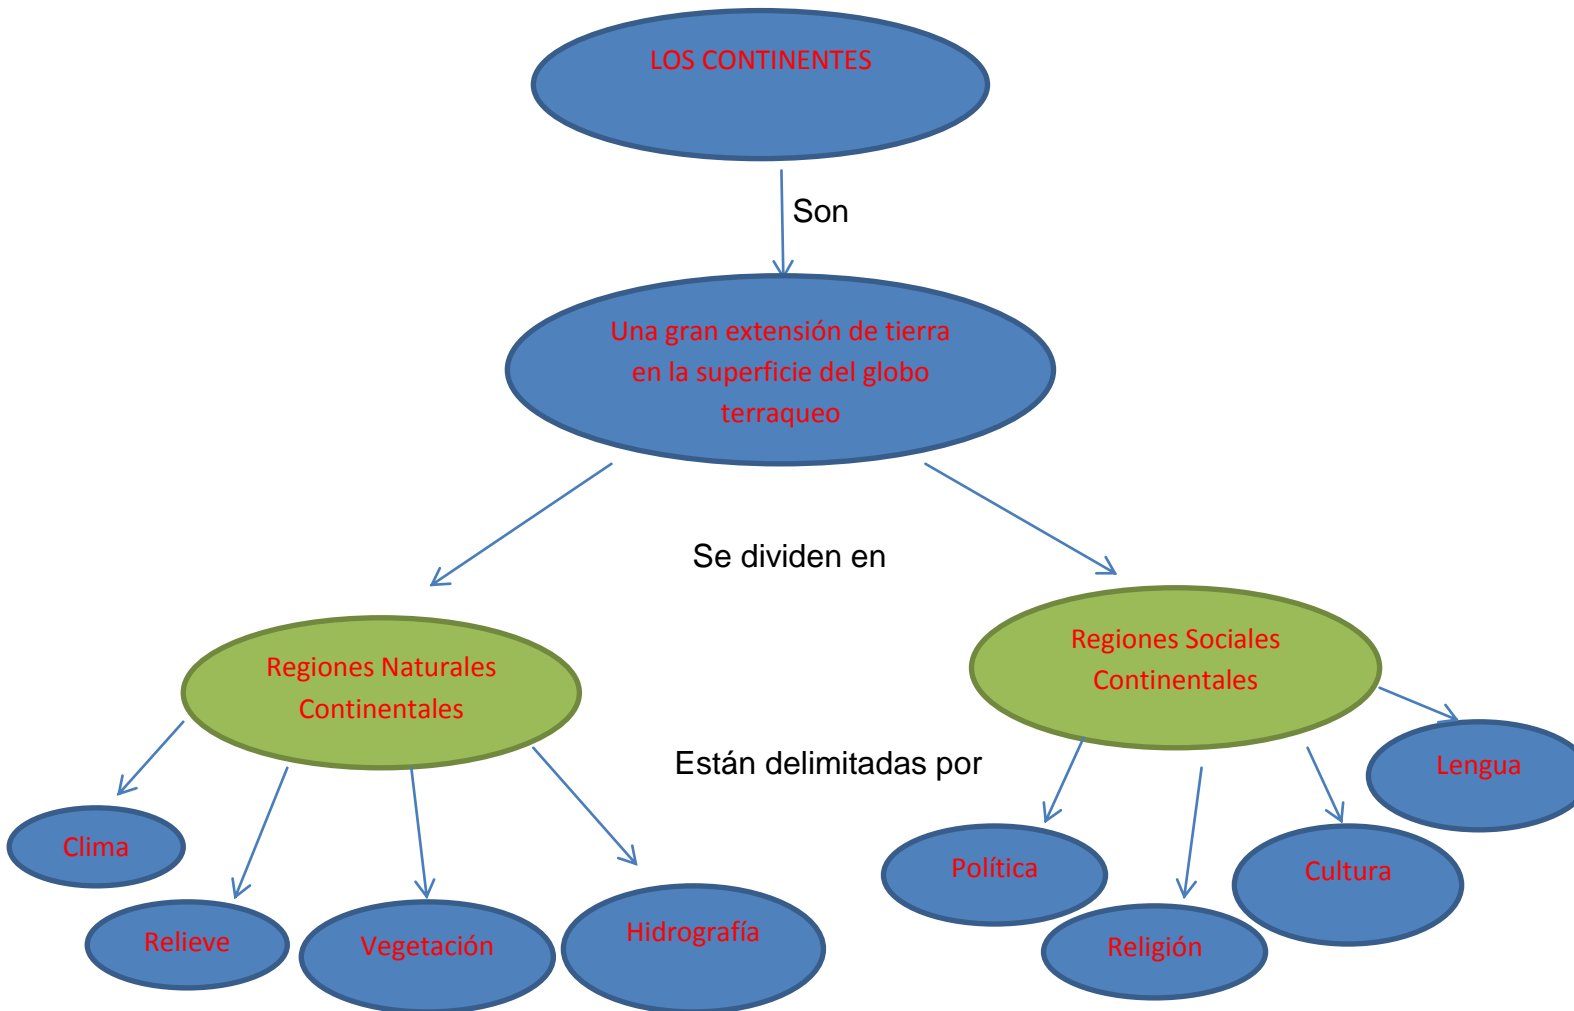 LOS CONTINENTES
Son
Una gran extensión de tierra
en la superficie del globo
terraqueo
Se dividen en
Regiones Naturales
Continentales
Regiones Sociales
Continentales
Están delimitadas por
Clima
Relieve
Vegetación
Hidrografía
Política
Religión
Cultura
Lengua